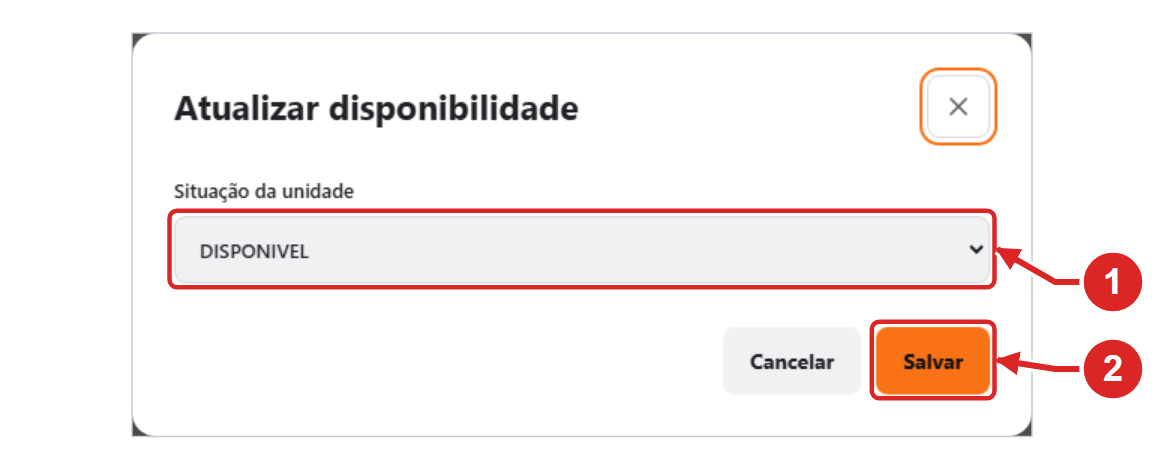 Atualizar disponibilidade
Situação da unidade
DISPONIVEL
1
Cancelar
Salvar
2